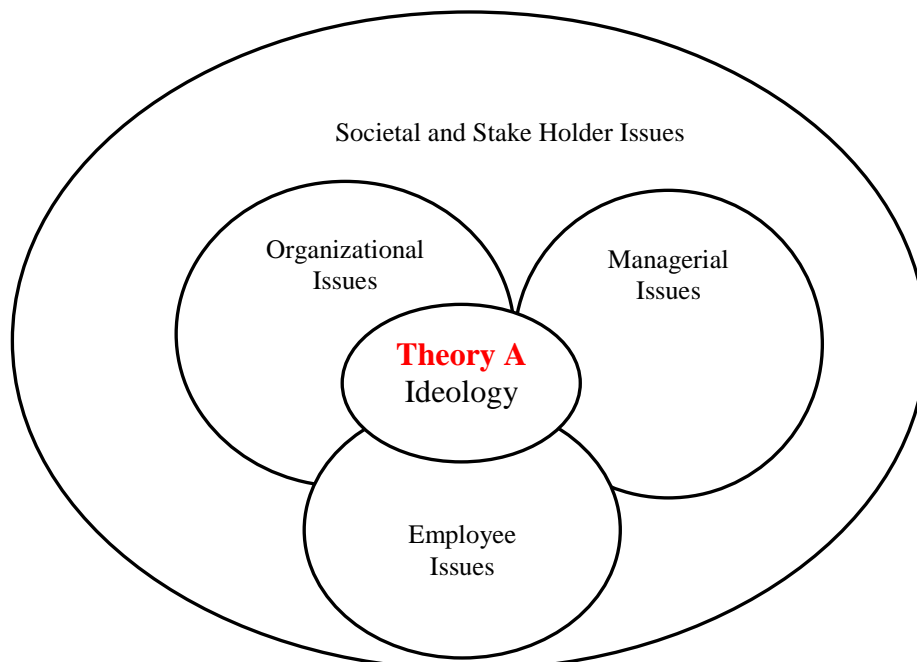 Societal and Stake Holder Issues
Organizational
Issues
Managerial
Issues
Theory A
Ideology
Employee
Issues